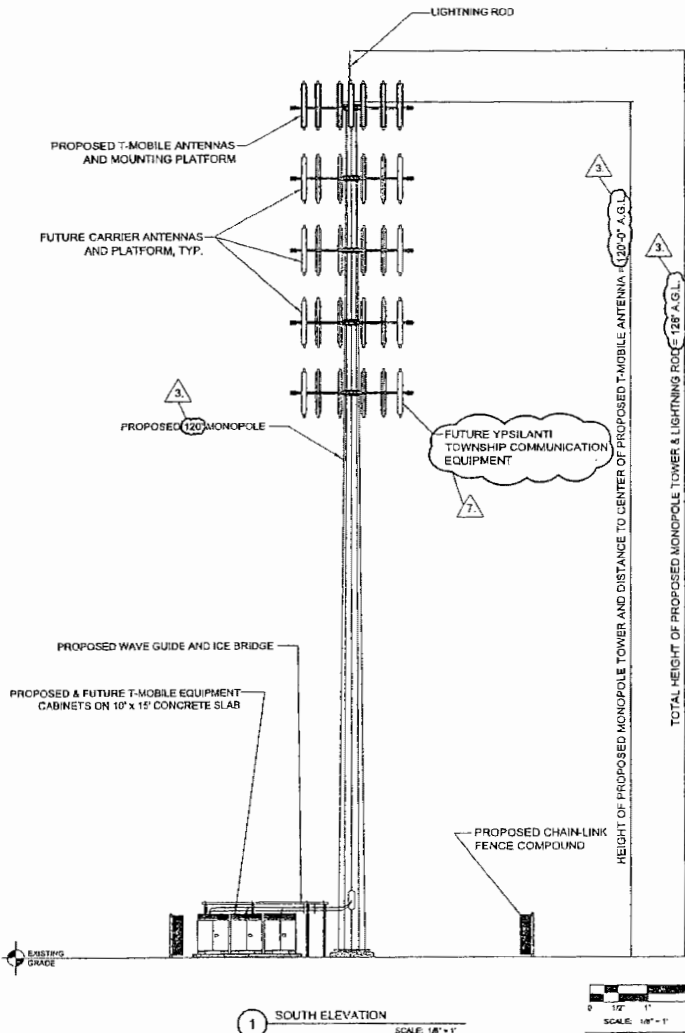 LIGHTNING ROD
PROPOSED T-MOBILE ANTENNAS
AND MOUNTING PLATFORM
FUTURE CARRIER ANTENNAS
AND PLATFORM, TYP.
3.
PROPOSED 120' MONOPOLE
FUTURE YPSILANTI
TOWNSHIP COMMUNICATION
EQUIPMENT
7.
3.
HEIGHT OF PROPOSED MONOPOLE TOWER AND DISTANCE TO CENTER OF PROPOSED T-MOBILE ANTENNA = 120'-0" A.G.L.
3.
TOTAL HEIGHT OF PROPOSED MONOPOLE TOWER & LIGHTNING ROD = 126' A.G.L.
PROPOSED WAVE GUIDE AND ICE BRIDGE
PROPOSED & FUTURE T-MOBILE EQUIPMENT
CABINETS ON 10' x 15' CONCRETE SLAB
PROPOSED CHAIN-LINK
FENCE COMPOUND
EXISTING
GRADE
1 SOUTH ELEVATION
SCALE: 1/8" = 1'
0 1/2" 1"
SCALE: 1/8" = 1'